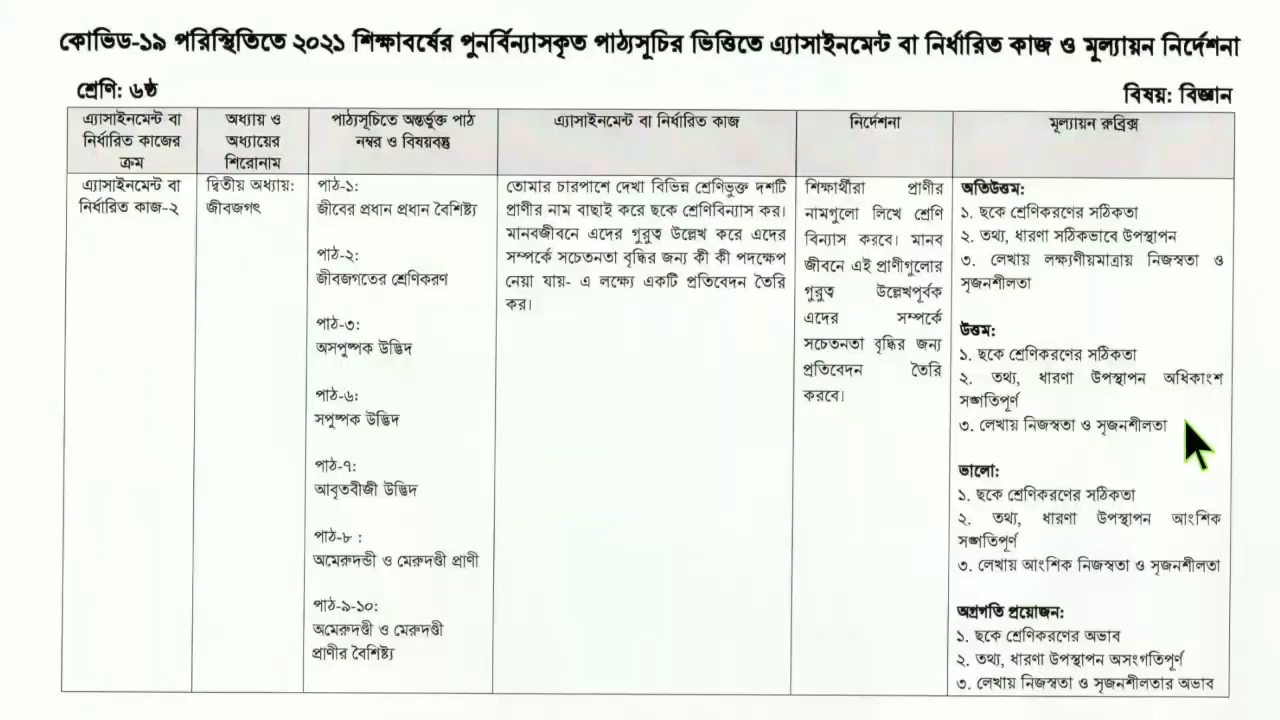 কোভিড-১৯ পরিস্থিতিতে ২০২১ শিক্ষাবর্ষের পুনর্বিন্যাসকৃত পাঠ্যসূচির ভিত্তিতে এ্যাসাইনমেন্ট বা নির্ধারিত কাজ ও মূল্যায়ন নির্দেশনা
শ্রেণি: ৬ষ্ঠ
বিষয়: বিজ্ঞান
এ্যাসাইনমেন্ট বা
নির্ধারিত কাজের
ক্রম
অধ্যায় ও
অধ্যায়ের
শিরোনাম
পাঠ্যসূচিতে অন্তর্ভুক্ত পাঠ
নম্বর ও বিষয়বস্তু
এ্যাসাইনমেন্ট বা নির্ধারিত কাজ
নির্দেশনা
মূল্যায়ন রুব্রিক্স
এ্যাসাইনমেন্ট বা
নির্ধারিত কাজ-২
দ্বিতীয় অধ্যায়:
জীবজগৎ
পাঠ-১:
জীবের প্রধান প্রধান বৈশিষ্ট্য
পাঠ-২:
জীবজগতের শ্রেণিকরণ
পাঠ-৩:
অসপুষ্পক উদ্ভিদ
পাঠ-৬:
সপুষ্পক উদ্ভিদ
পাঠ-৭:
আবৃতবীজী উদ্ভিদ
পাঠ-৮ :
অমেরুদন্ডী ও মেরুদণ্ডী প্রাণী
পাঠ-৯-১০:
অমেরুদণ্ডী ও মেরুদণ্ডী
প্রাণীর বৈশিষ্ট্য
তোমার চারপাশে দেখা বিভিন্ন শ্রেণিভুক্ত দশটি
প্রাণীর নাম বাছাই করে ছকে শ্রেণিবিন্যাস কর।
মানবজীবনে এদের গুরুত্ব উল্লেখ করে এদের
সম্পর্কে সচেতনতা বৃদ্ধির জন্য কী কী পদক্ষেপ
নেয়া যায়- এ লক্ষ্যে একটি প্রতিবেদন তৈরি
কর।
শিক্ষার্থীরা প্রাণীর
নামগুলো লিখে শ্রেণি
বিন্যাস করবে। মানব
জীবনে এই প্রাণীগুলোর
গুরুত্ব উল্লেখপূর্বক
এদের সম্পর্কে
সচেতনতা বৃদ্ধির জন্য
প্রতিবেদন তৈরি
করবে।
অতিউত্তম:
১. ছকে শ্রেণিকরণের সঠিকতা
২. তথ্য, ধারণা সঠিকভাবে উপস্থাপন
৩. লেখায় লক্ষ্যণীয়মাত্রায় নিজস্বতা ও
সৃজনশীলতা
উত্তম:
১. ছকে শ্রেণিকরণের সঠিকতা
২. তথ্য, ধারণা উপস্থাপন অধিকাংশ
সঙ্গতিপূর্ণ
৩. লেখায় নিজস্বতা ও সৃজনশীলতা
ভালো:
১. ছকে শ্রেণিকরণের সঠিকতা
২. তথ্য, ধারণা উপস্থাপন আংশিক
সঙ্গতিপূর্ণ
৩. লেখায় আংশিক নিজস্বতা ও সৃজনশীলতা
অগ্রগতি প্রয়োজন:
১. ছকে শ্রেণিকরণের অভাব
২. তথ্য, ধারণা উপস্থাপন অসংগতিপূর্ণ
৩. লেখায় নিজস্বতা ও সৃজনশীলতার অভাব